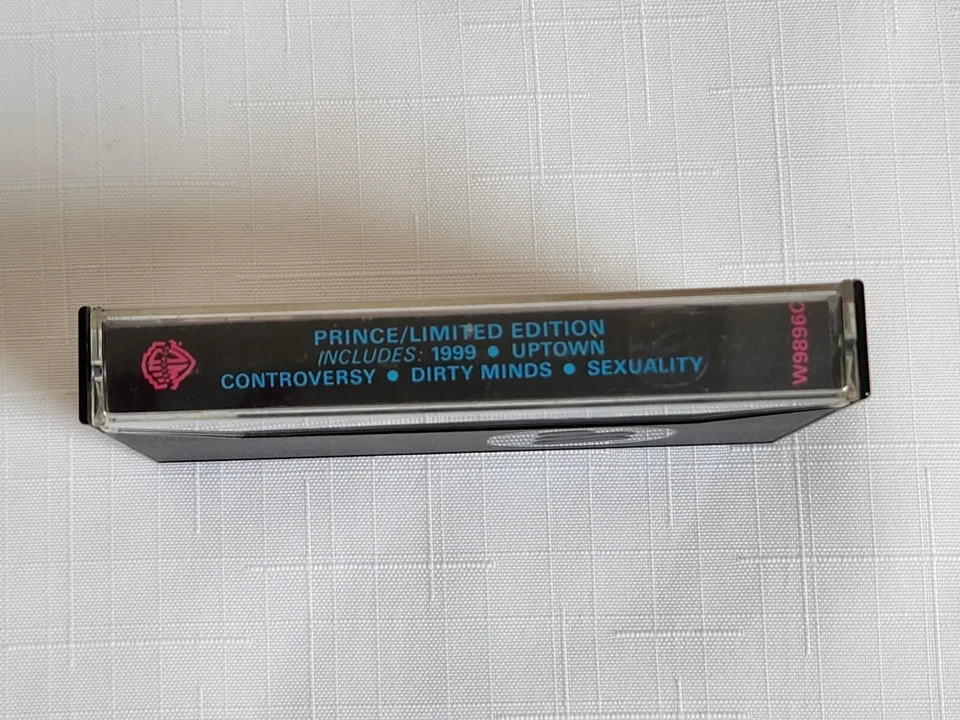 PRINCE/LIMITED EDITION
INCLUDES: 1999 • UPTOWN
CONTROVERSY • DIRTY MINDS • SEXUALITY
W9896C